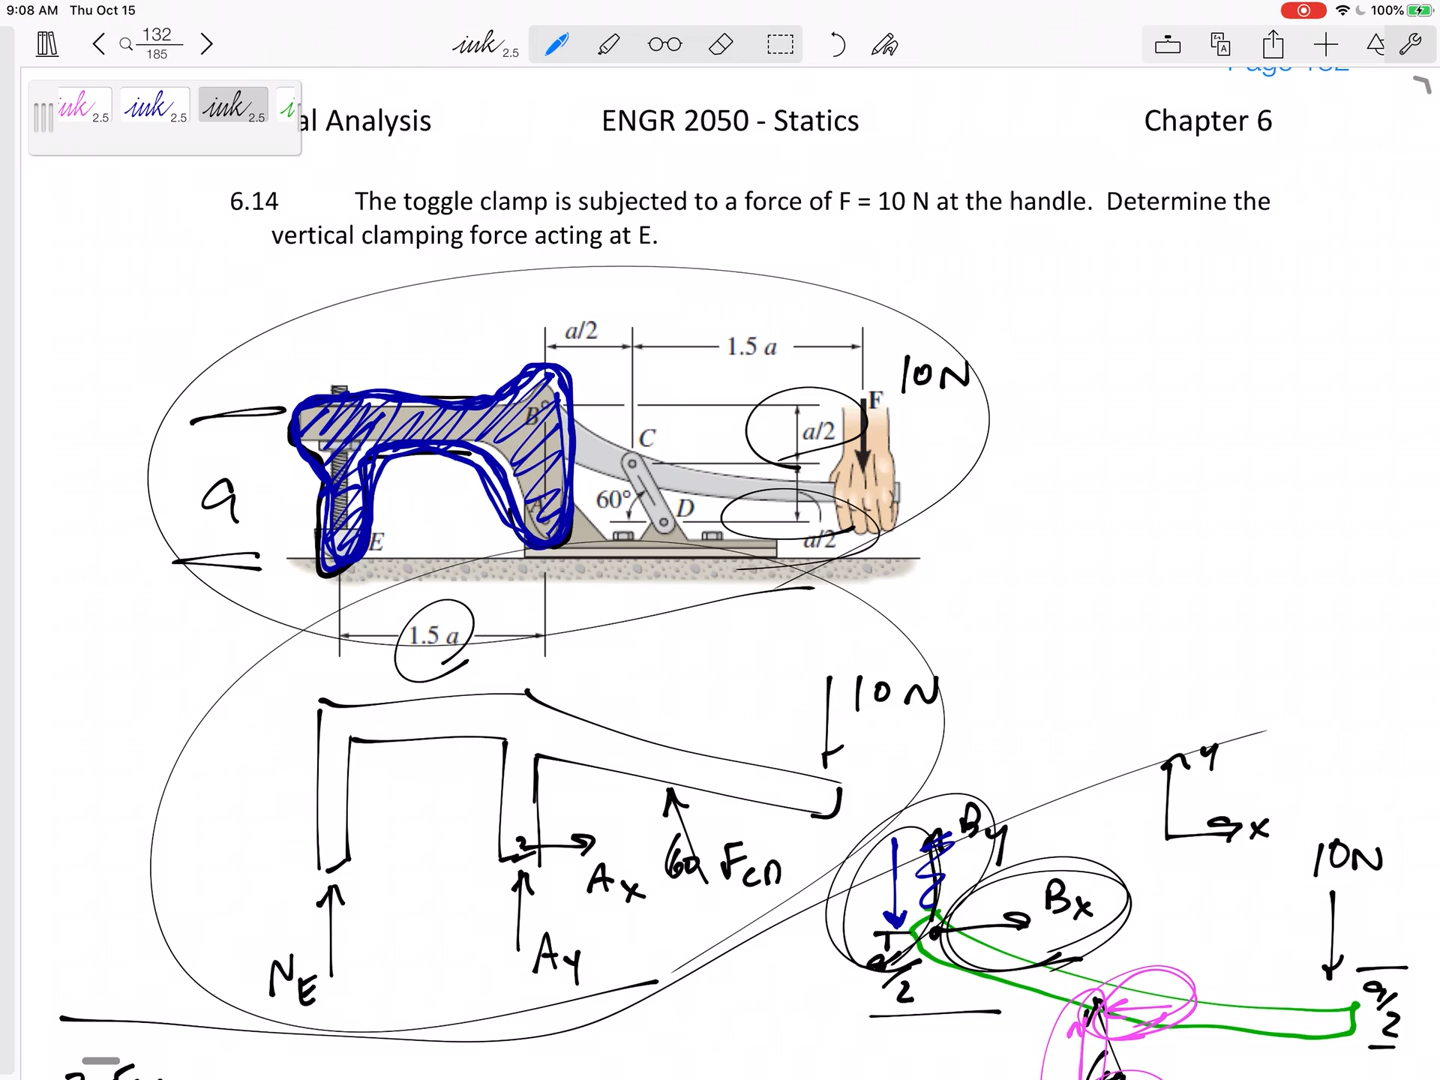 9:08 AM Thu Oct 15
100%
132
185
ink 2.5
ink 2.5
ink 2.5
ink 2.5
al Analysis
ENGR 2050 - Statics
Chapter 6
6.14 The toggle clamp is subjected to a force of F = 10 N at the handle. Determine the
vertical clamping force acting at E.
a/2
1.5 a
10N
F
B
a/2
C
a
60°
A
D
E
a/2
1.5 a
10N
y
x
By
10N
FCD
Ax
60
Bx
Ay
NE
a/2
a/2